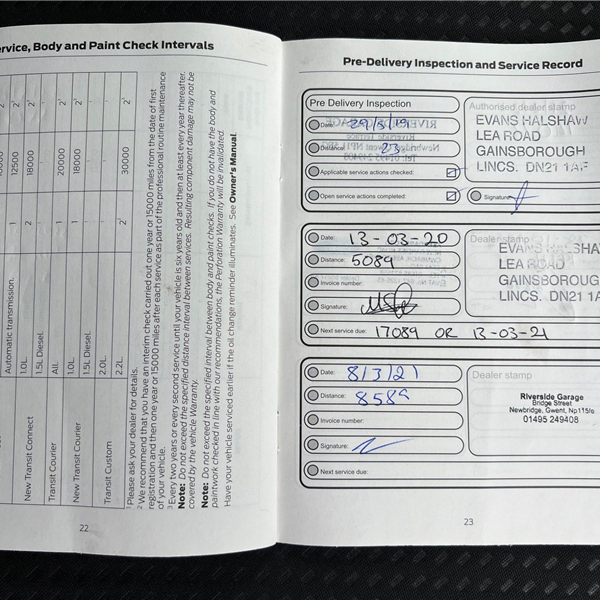 ervice, Body and Paint Check Intervals
12500 2
Automatic transmission.
1.0L. 1 18000 2
New Transit Connect
1.5L Diesel. 2
Transit Courier All. 1 20000 2
1.0L. 1 18000 2
New Transit Courier
1.5L Diesel.
2.0L.
Transit Custom
2.2L. 2 30000 2
Please ask your dealer for details.
We recommend that you have an interim check carried out one year or 15000 miles from the date of first
registration and then one year or 15000 miles after each service as part of the professional routine maintenance
of your vehicle.
Every two years or every second service until your vehicle is six years old and then at least every year thereafter.
Note: Do not exceed the specified distance interval between services. Resulting component damage may not be
covered by the vehicle Warranty.
Note: Do not exceed the specified interval between body and paint checks. If you do not have the body and
paintwork checked in line with our recommendations, the Perforation Warranty will be invalidated.
Have your vehicle serviced earlier if the oil change reminder illuminates. See Owner's Manual.
22
Pre-Delivery Inspection and Service Record
Pre Delivery Inspection
Date: 29/8/19
Distance: 23
Applicable service actions checked:
Open service actions completed:
Authorised dealer stamp
EVANS HALSHAW
LEA ROAD
GAINSBOROUGH
LINCS. DN21 1AF
Signature:
Date: 13-03-20
Distance: 5089
Invoice number:
Signature:
Next service due: 17089 OR 13-03-21
Dealer stamp
EVANS HALSHA
LEA ROAD
GAINSBOROUG
LINCS. DN21 1A
Date: 8/3/21
Distance: 8589
Invoice number:
Signature:
Next service due:
Dealer stamp
Riverside Garage
Bridge Street
Newbridge, Gwent, Np115fe
01495 249408
23